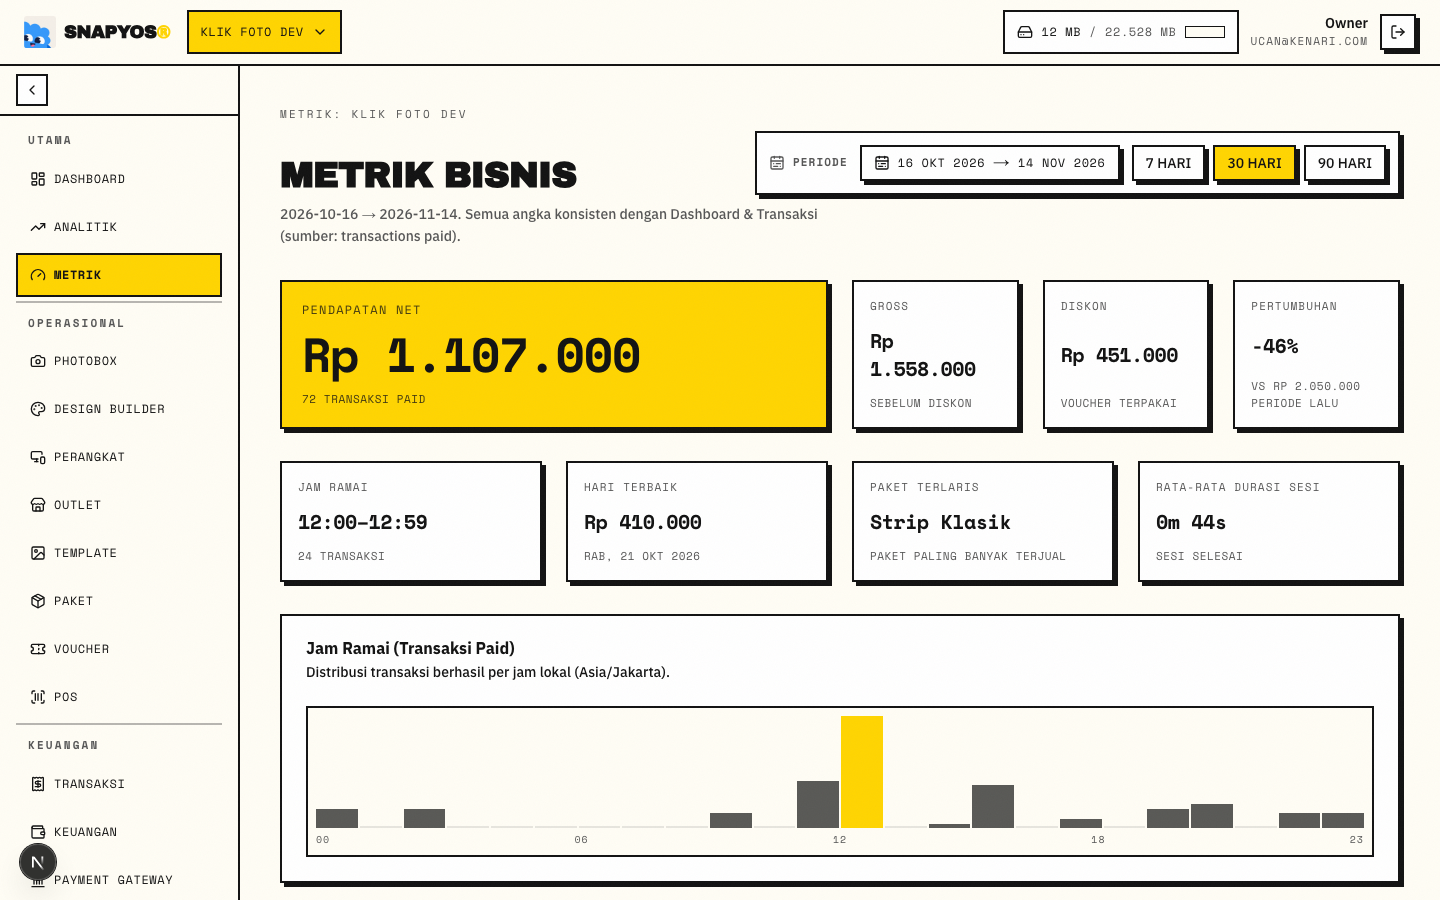 SNAPYOS®
KLIK FOTO DEV
12 MB / 22.528 MB
Owner
UCAN@KENARI.COM
UTAMA
DASHBOARD
ANALITIK
METRIK
OPERASIONAL
PHOTOBOX
DESIGN BUILDER
PERANGKAT
OUTLET
TEMPLATE
PAKET
VOUCHER
POS
KEUANGAN
TRANSAKSI
KEUANGAN
PAYMENT GATEWAY
N
METRIK: KLIK FOTO DEV
METRIK BISNIS
2026-10-16 → 2026-11-14. Semua angka konsisten dengan Dashboard & Transaksi
(sumber: transactions paid).
PERIODE
16 OKT 2026 → 14 NOV 2026
7 HARI
30 HARI
90 HARI
PENDAPATAN NET
Rp 1.107.000
72 TRANSAKSI PAID
GROSS
Rp
1.558.000
SEBELUM DISKON
DISKON
Rp 451.000
VOUCHER TERPAKAI
PERTUMBUHAN
-46%
VS RP 2.050.000
PERIODE LALU
JAM RAMAI
12:00–12:59
24 TRANSAKSI
HARI TERBAIK
Rp 410.000
RAB, 21 OKT 2026
PAKET TERLARIS
Strip Klasik
PAKET PALING BANYAK TERJUAL
RATA-RATA DURASI SESI
0m 44s
SESI SELESAI
Jam Ramai (Transaksi Paid)
Distribusi transaksi berhasil per jam lokal (Asia/Jakarta).
00 06 12 18 23